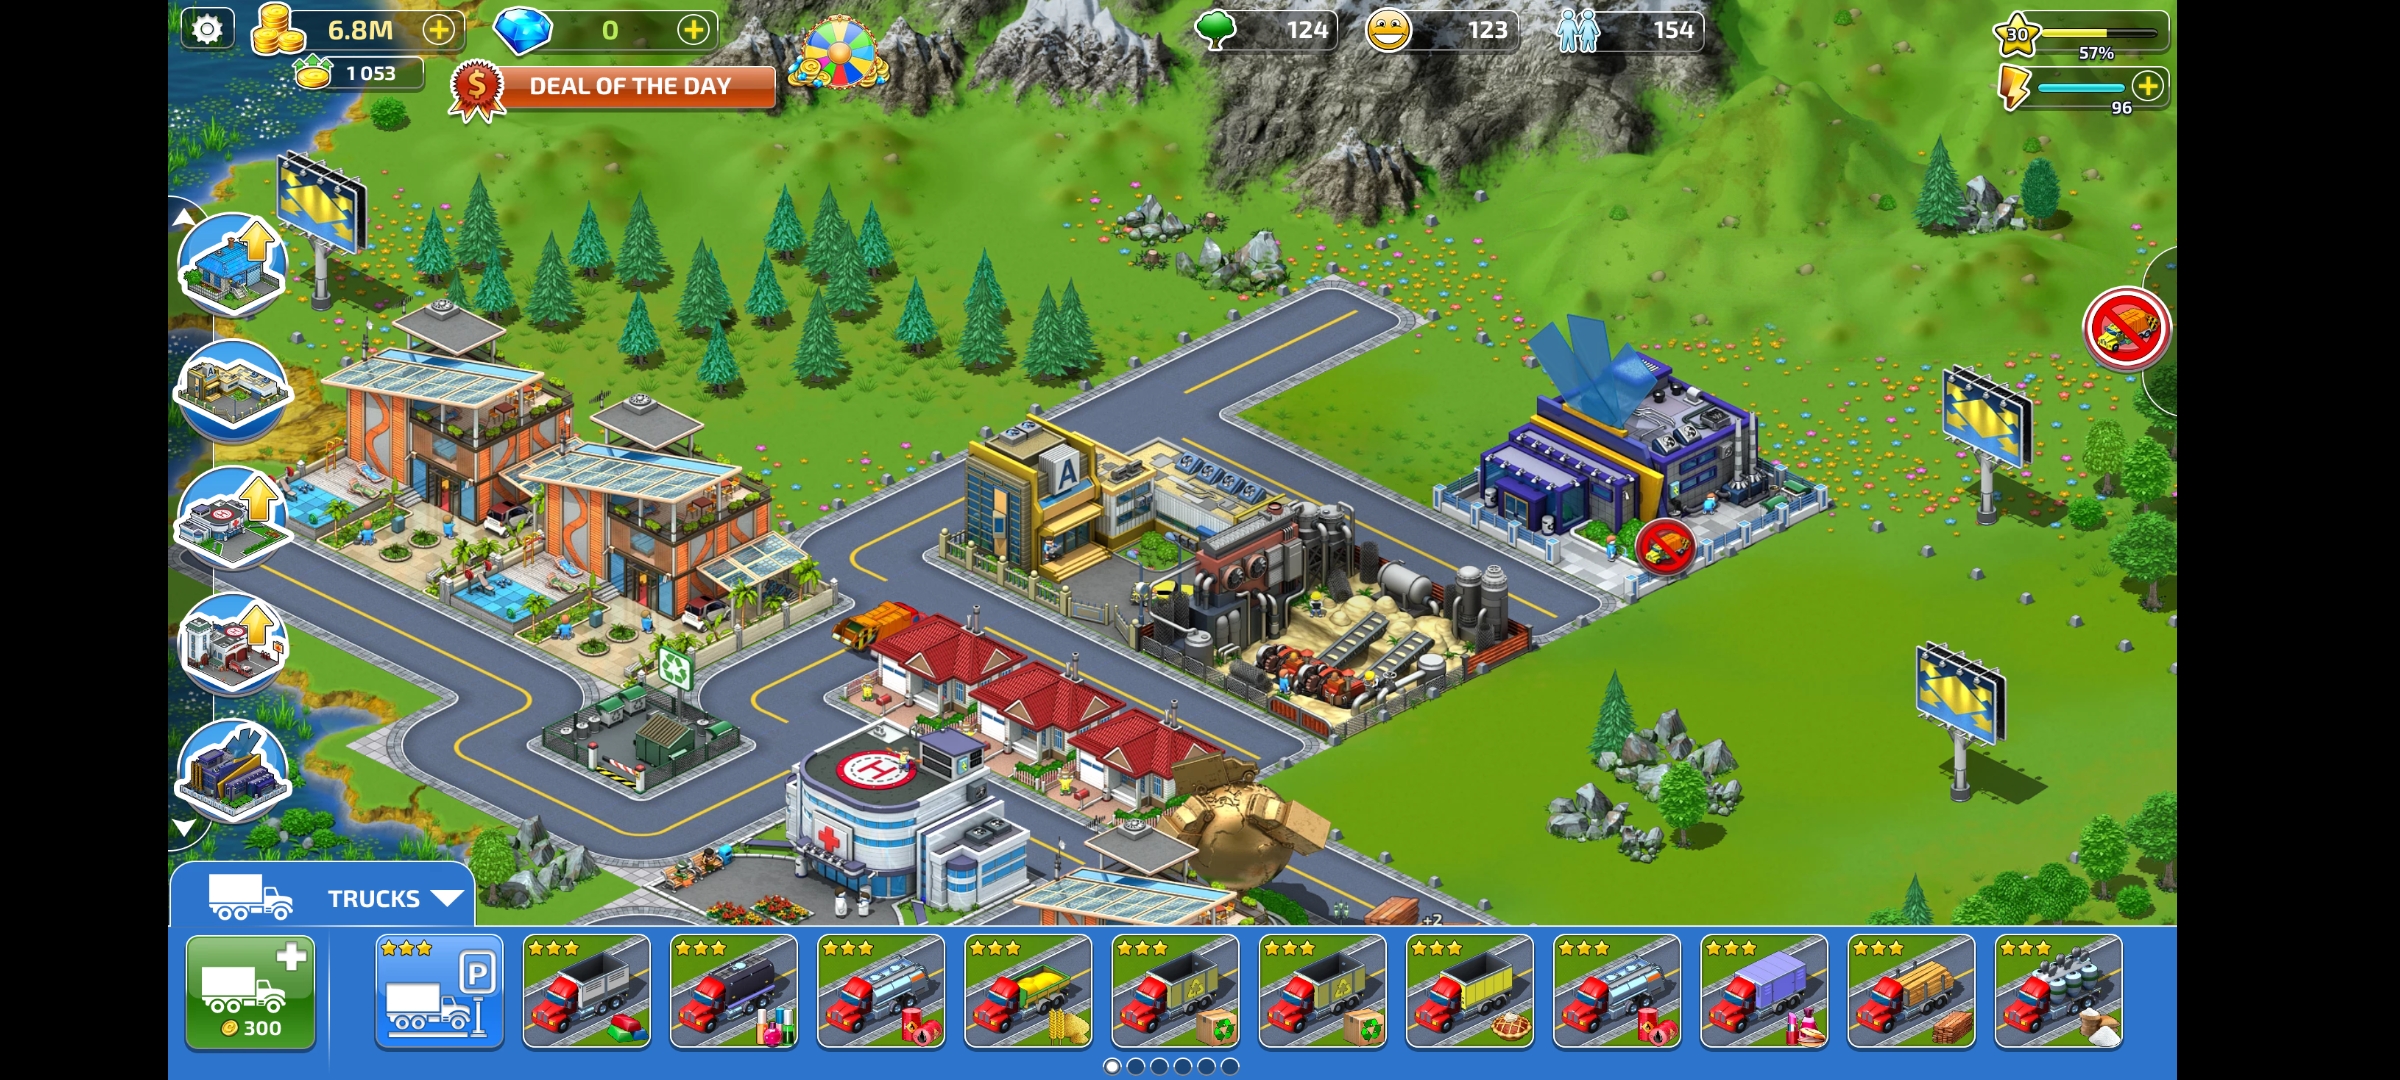 6.8M
0
124
123
154
30
57%
1 053
DEAL OF THE DAY
96
A
H
+2
TRUCKS
P
300